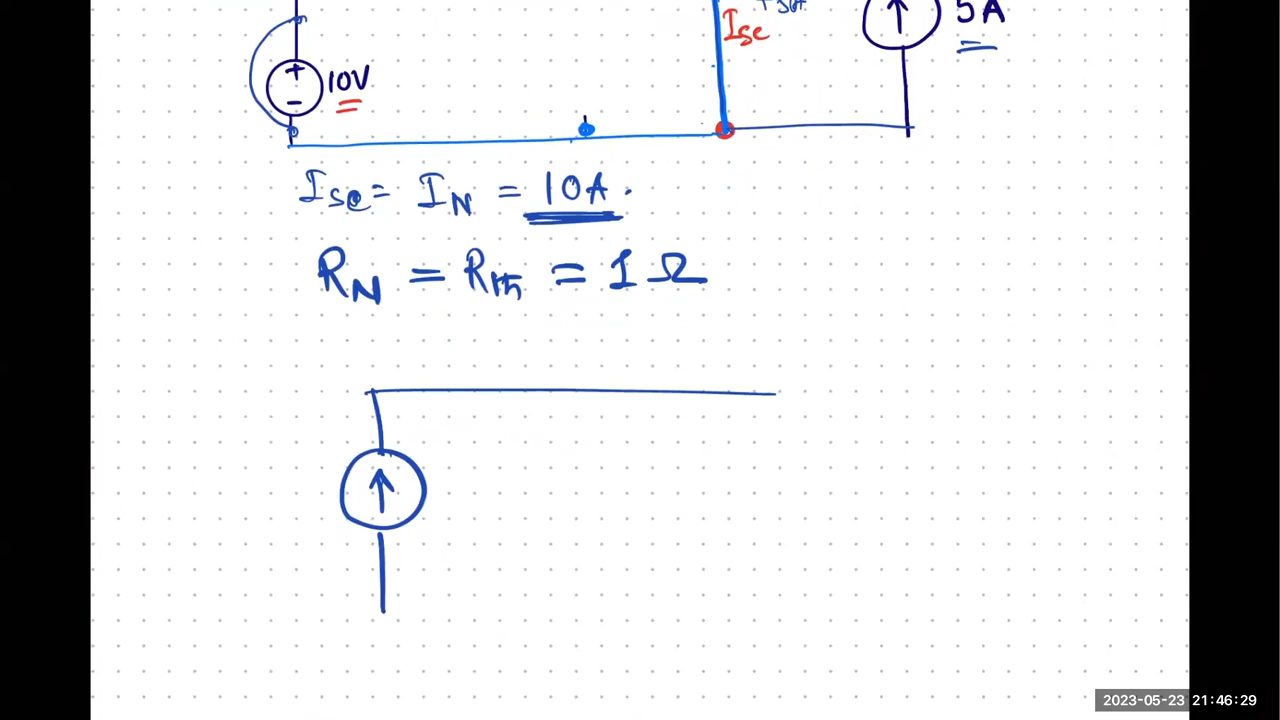 5A
Isc
+
10V
-
Isc = IN = 10A.
RN = Rth = 1 Ω
2023-05-23 21:46:29